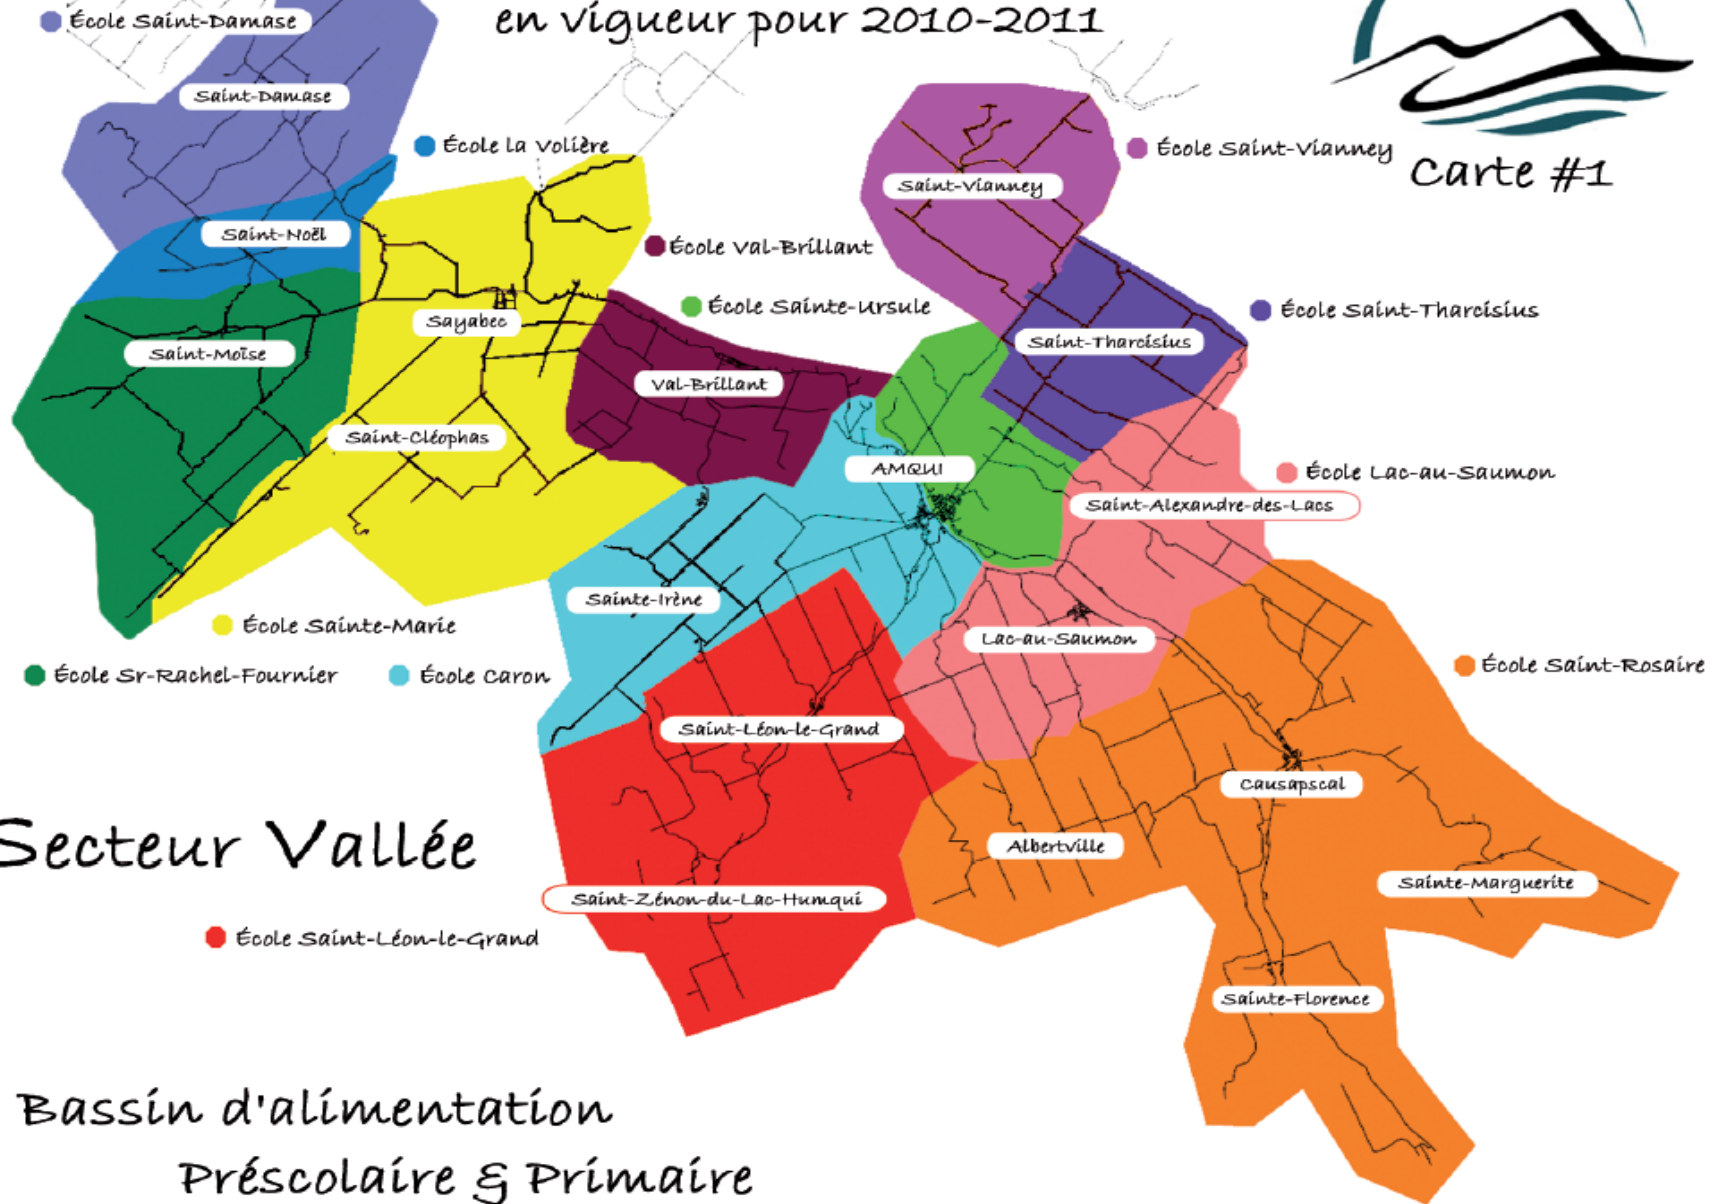 École Saint-Damase
en vigueur pour 2010-2011
Saint-Damase
École la Volière
École Saint-Vianney
Carte #1
Saint-Vianney
Saint-Noël
École Val-Brillant
École Sainte-Ursule
École Saint-Tharcisius
Sayabec
Saint-Tharcisius
Saint-Moïse
Val-Brillant
Saint-Cléophas
AMQUI
École Lac-au-Saumon
Saint-Alexandre-des-Lacs
Sainte-Irène
École Sainte-Marie
Lac-au-Saumon
École Saint-Rosaire
École Sr-Rachel-Fournier
École Caron
Saint-Léon-le-Grand
Causapscal
Secteur Vallée
Albertville
Sainte-Marguerite
Saint-Zénon-du-Lac-Humqui
École Saint-Léon-le-Grand
Sainte-Florence
Bassin d'alimentation
Préscolaire & Primaire